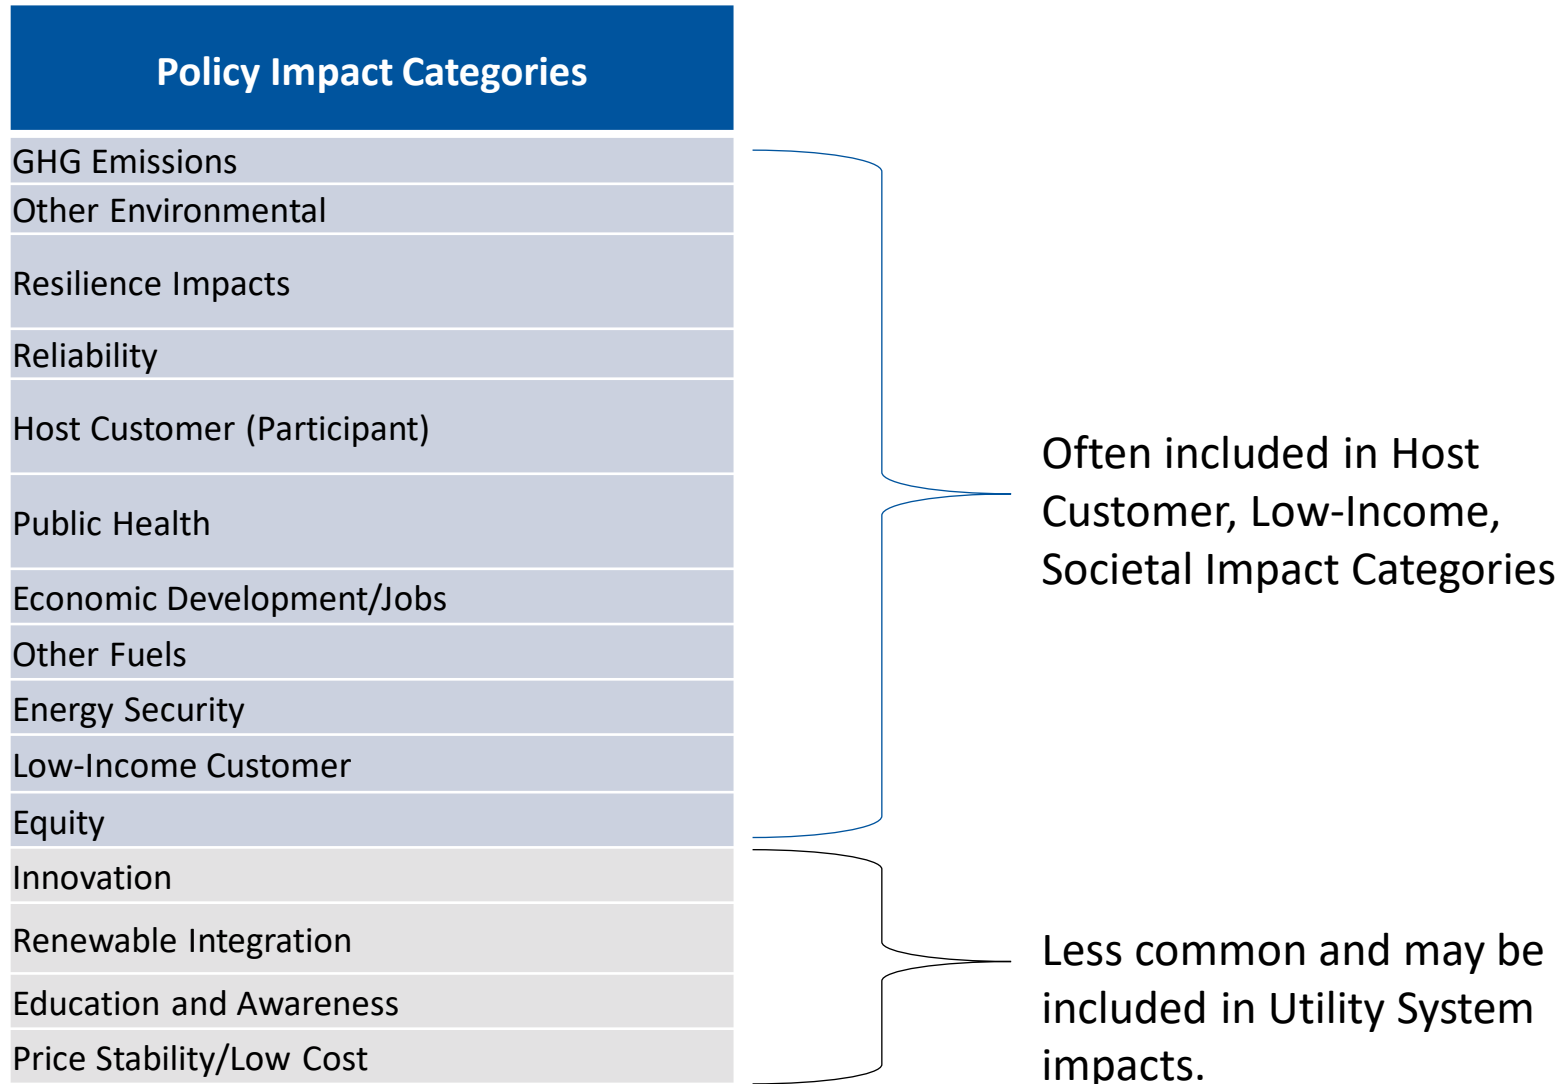 Policy Impact Categories
GHG Emissions
Other Environmental
Resilience Impacts
Reliability
Host Customer (Participant)
Public Health
Economic Development/Jobs
Other Fuels
Energy Security
Low-Income Customer
Equity
Innovation
Renewable Integration
Education and Awareness
Price Stability/Low Cost
Often included in Host
Customer, Low-Income,
Societal Impact Categories
Less common and may be
included in Utility System
impacts.